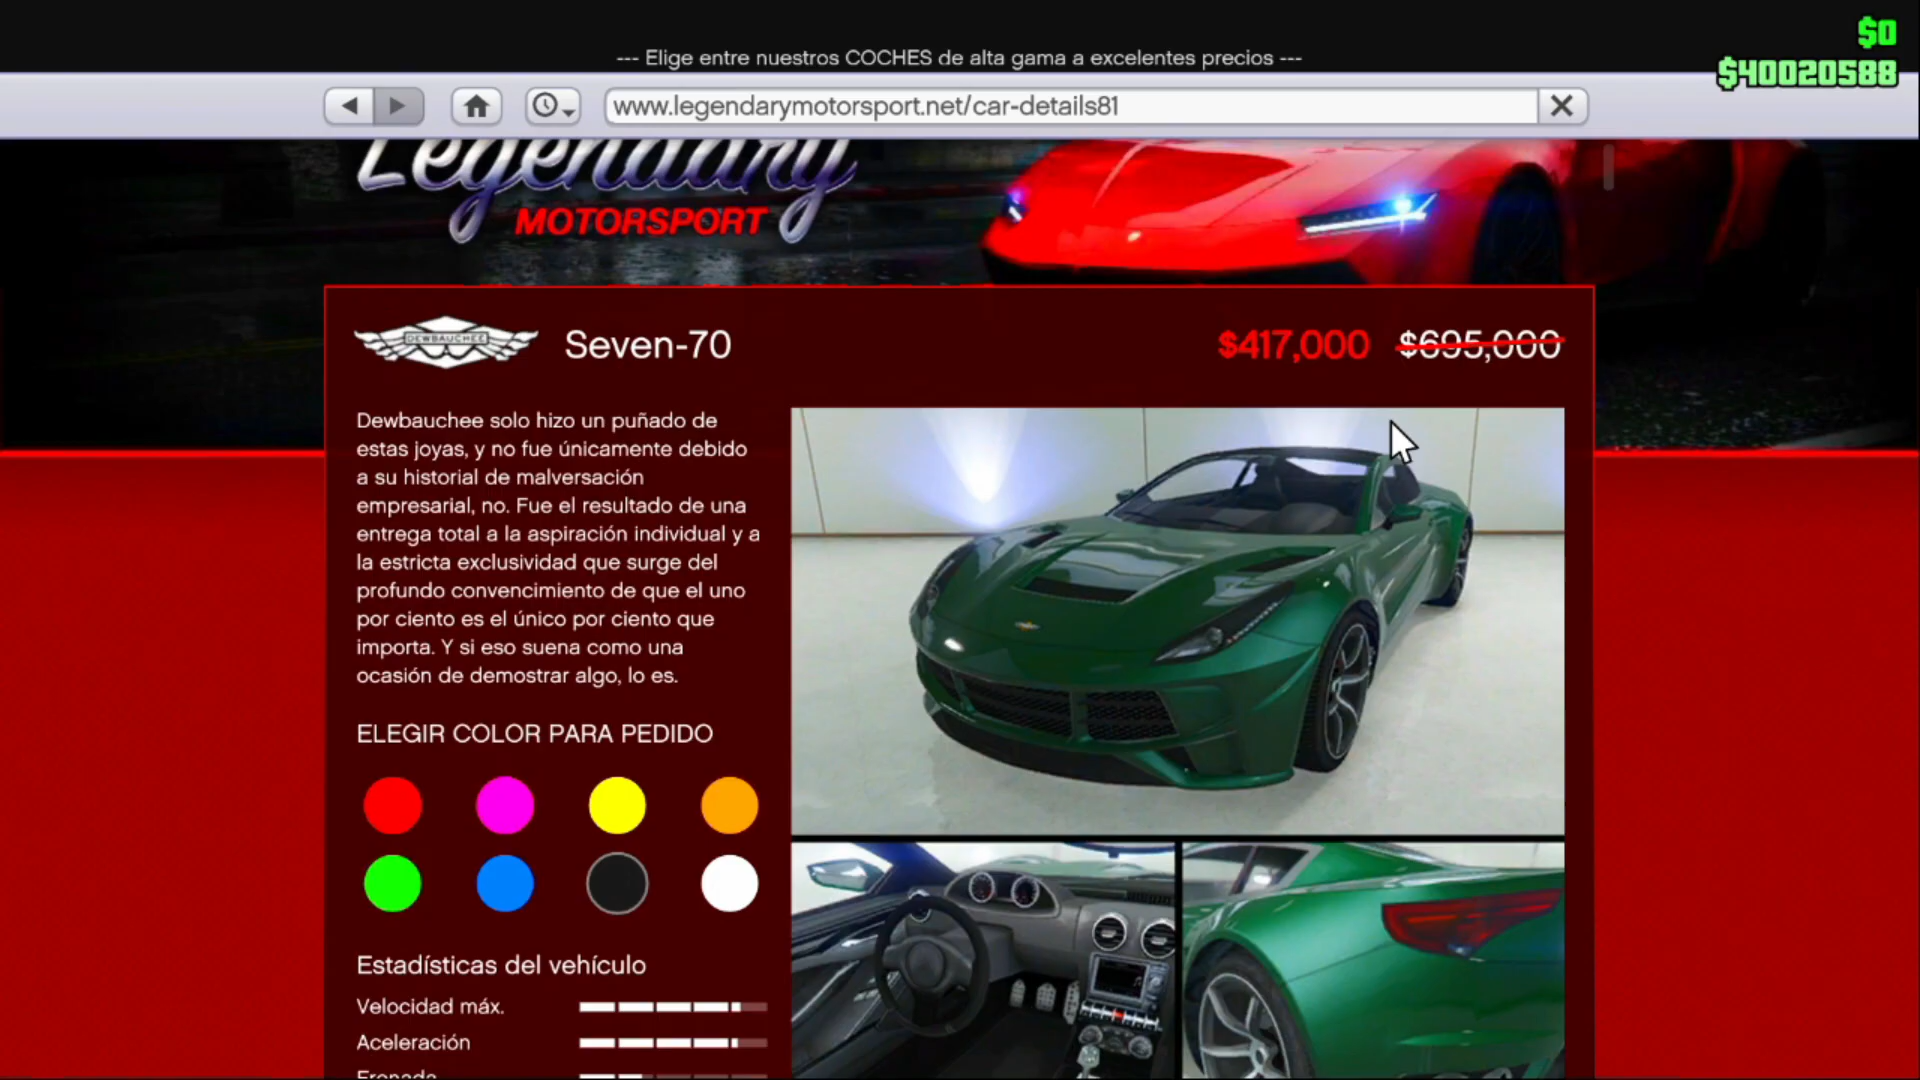 $0
--- Elige entre nuestros COCHES de alta gama a excelentes precios ---
$40020588
www.legendarymotorsport.net/car-details81
Legendary
MOTORSPORT
DEWBAUCHEE
Seven-70
$417,000 $695,000
Dewbauchee solo hizo un puñado de
estas joyas, y no fue únicamente debido
a su historial de malversación
empresarial, no. Fue el resultado de una
entrega total a la aspiración individual y a
la estricta exclusividad que surge del
profundo convencimiento de que el uno
por ciento es el único por ciento que
importa. Y si eso suena como una
ocasión de demostrar algo, lo es.
ELEGIR COLOR PARA PEDIDO
Estadísticas del vehículo
Velocidad máx.
Aceleración
Frenada